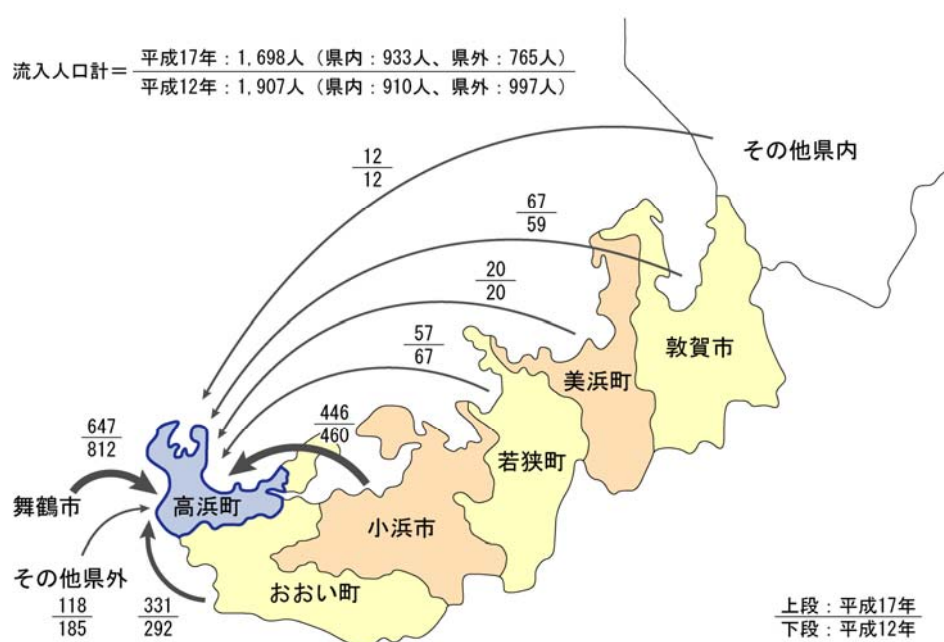 流入人口計＝
平成17年：1,698人（県内：933人、県外：765人）
平成12年：1,907人（県内：910人、県外：997人）
その他県内
12
12
67
59
20
20
57
67
敦賀市
美浜町
647
812
446
460
若狭町
舞鶴市
高浜町
小浜市
その他県外
118
185
331
292
おおい町
上段：平成17年
下段：平成12年